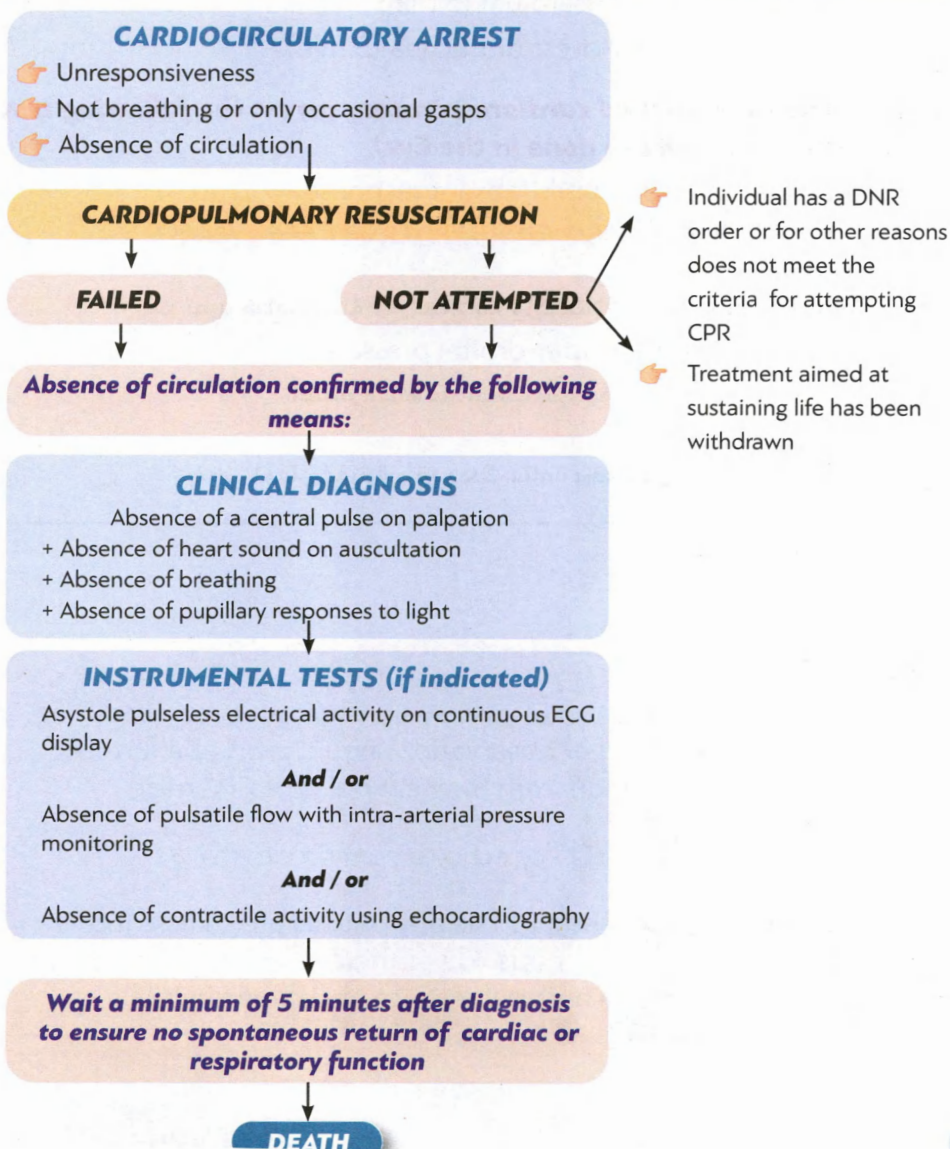 CARDIOCIRCULATORY ARREST
Unresponsiveness
Not breathing or only occasional gasps
Absence of circulation
CARDIOPULMONARY RESUSCITATION
FAILED
NOT ATTEMPTED
Individual has a DNR
order or for other reasons
does not meet the
criteria for attempting
CPR
Treatment aimed at
sustaining life has been
withdrawn
Absence of circulation confirmed by the following
means:
CLINICAL DIAGNOSIS
Absence of a central pulse on palpation
+ Absence of heart sound on auscultation
+ Absence of breathing
+ Absence of pupillary responses to light
INSTRUMENTAL TESTS (if indicated)
Asystole pulseless electrical activity on continuous ECG
display
And / or
Absence of pulsatile flow with intra-arterial pressure
monitoring
And / or
Absence of contractile activity using echocardiography
Wait a minimum of 5 minutes after diagnosis
to ensure no spontaneous return of cardiac or
respiratory function
DEATH